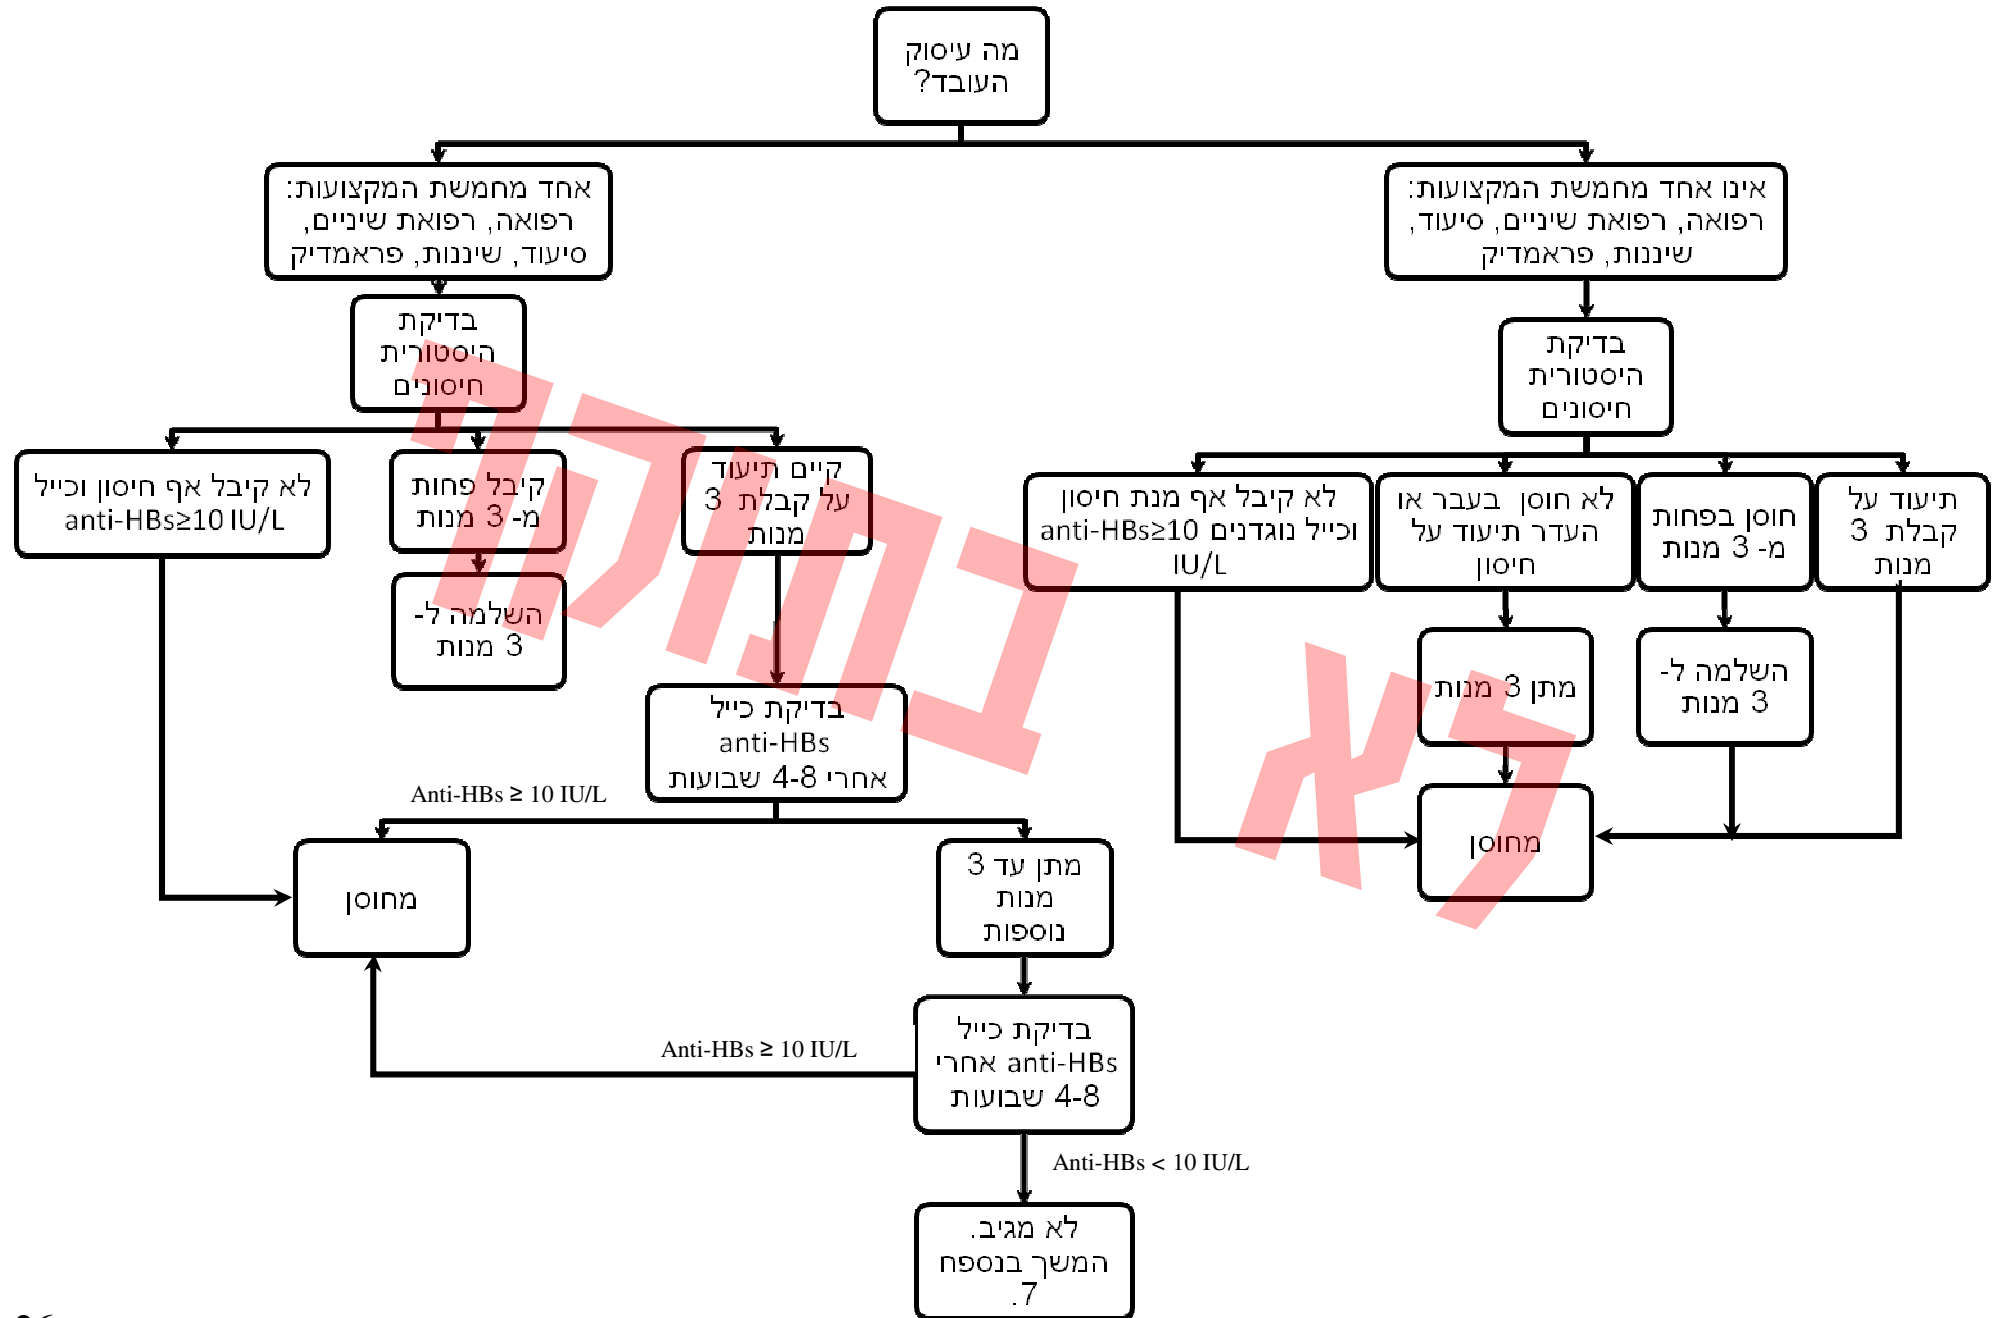 מה עיסוק
העובד?
אינו אחד מחמשת המקצועות:
רפואה, רפואת שיניים, סיעוד,
שיננות, פראמדיק
בדיקת
היסטורית
חיסונים
תיעוד על
קבלת 3
מנות
חוסן בפחות
מ- 3 מנות
השלמה ל-
3 מנות
לא חוסן בעבר או
העדר תיעוד על
חיסון
מתן 3 מנות
לא קיבל אף מנת חיסון
וכייל נוגדנים anti-HBs≥10
IU/L
מחוסן
אחד מחמשת המקצועות:
רפואה, רפואת שיניים,
סיעוד, שיננות, פראמדיק
בדיקת
היסטורית
חיסונים
קיים תיעוד
על קבלת 3
מנות
קיבל פחות
מ- 3 מנות
השלמה ל-
3 מנות
לא קיבל אף חיסון וכייל
anti-HBs≥10 IU/L
בדיקת כייל
anti-HBs
אחרי 4-8 שבועות
Anti-HBs ≥ 10 IU/L
מחוסן
מתן עד 3
מנות
נוספות
בדיקת כייל
anti-HBs אחרי
4-8 שבועות
Anti-HBs ≥ 10 IU/L
Anti-HBs < 10 IU/L
לא מגיב.
המשך בנספח
7.
לא בתוקף